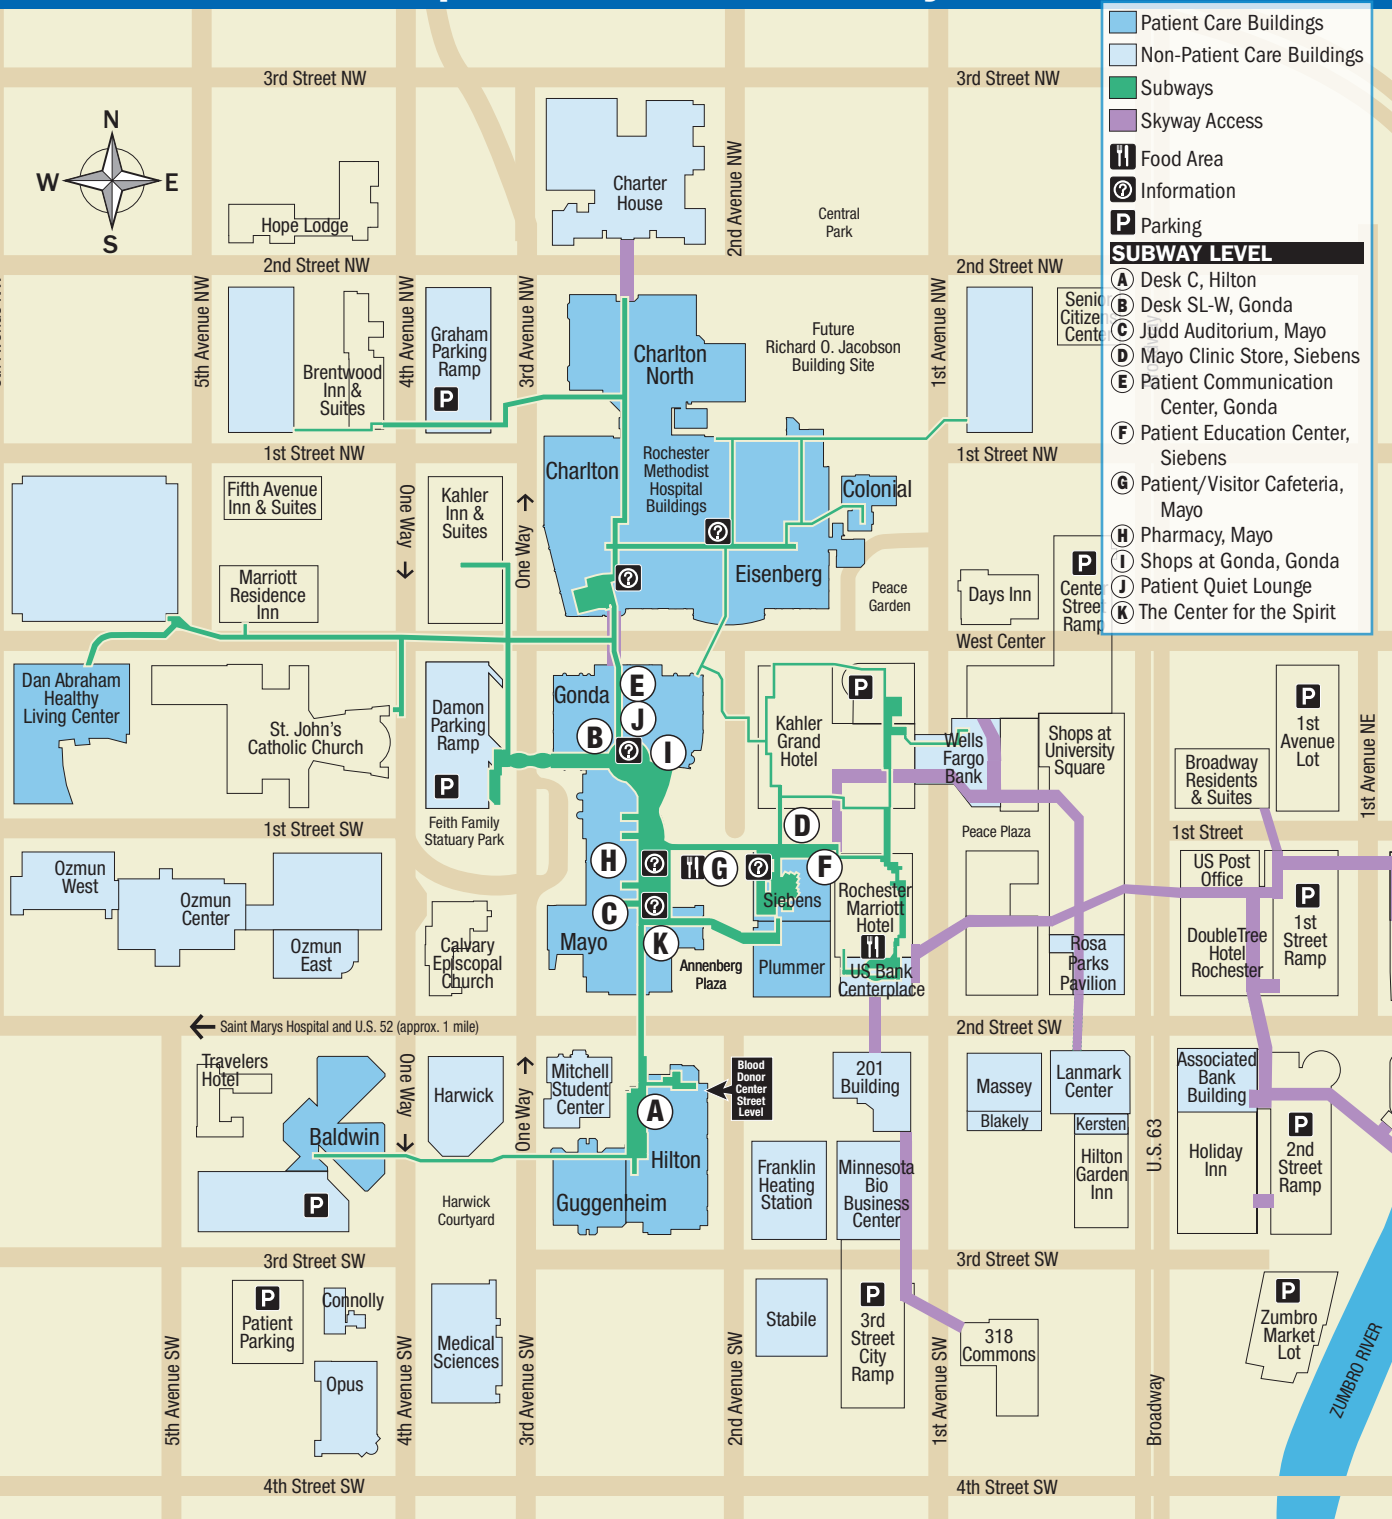 Patient Care Buildings
Non-Patient Care Buildings
Subways
Skyway Access
Food Area
Information
P Parking
SUBWAY LEVEL
A Desk C, Hilton
B Desk SL-W, Gonda
C Judd Auditorium, Mayo
D Mayo Clinic Store, Siebens
E Patient Communication
Center, Gonda
F Patient Education Center,
Siebens
G Patient/Visitor Cafeteria,
Mayo
H Pharmacy, Mayo
I Shops at Gonda, Gonda
J Patient Quiet Lounge
K The Center for the Spirit
N
W
E
S
3rd Street NW
3rd Street NW
Charter
House
2nd Avenue NW
Central
Park
Hope Lodge
2nd Street NW
2nd Street NW
5th Avenue NW
4th Avenue NW
3rd Avenue NW
1st Avenue NW
Graham
Parking
Ramp
P
Brentwood
Inn &
Suites
Charlton
North
Future
Richard O. Jacobson
Building Site
Senior
Citizens
Center
1st Street NW
1st Street NW
Fifth Avenue
Inn & Suites
One Way
Kahler
Inn &
Suites
One Way
Charlton
Rochester
Methodist
Hospital
Buildings
Colonial
Eisenberg
Marriott
Residence
Inn
Peace
Garden
Days Inn
P
Center
Street
Ramp
West Center
Dan Abraham
Healthy
Living Center
St. John's
Catholic Church
Damon
Parking
Ramp
P
Gonda
E
J
B
I
Kahler
Grand
Hotel
P
Wells
Fargo
Bank
Shops at
University
Square
P
1st
Avenue
Lot
Broadway
Residents
& Suites
1st Avenue NE
1st Street SW
Feith Family
Statuary Park
D
Peace Plaza
1st Street
Ozmun
West
Ozmun
Center
Ozmun
East
Calvary
Episcopal
Church
H
G
F
C
K
Mayo
Siebens
Annenberg
Plaza
Plummer
Rochester
Marriott
Hotel
US Bank
Centerplace
Rosa
Parks
Pavilion
US Post
Office
DoubleTree
Hotel
Rochester
P
1st
Street
Ramp
Saint Marys Hospital and U.S. 52 (approx. 1 mile)
2nd Street SW
Travelers
Hotel
Baldwin
P
One Way
Harwick
One Way
Mitchell
Student
Center
Blood
Donor
Center
Street
Level
A
Hilton
Guggenheim
201
Building
Massey
Blakely
Lanmark
Center
Kersten
Hilton
Garden
Inn
U.S. 63
Associated
Bank
Building
Holiday
Inn
P
2nd
Street
Ramp
Franklin
Heating
Station
Minnesota
Bio
Business
Center
Harwick
Courtyard
3rd Street SW
3rd Street SW
P
Patient
Parking
Connolly
Opus
Medical
Sciences
Stabile
P
3rd
Street
City
Ramp
318
Commons
P
Zumbro
Market
Lot
ZUMBRO RIVER
5th Avenue SW
4th Avenue SW
3rd Avenue SW
2nd Avenue SW
1st Avenue SW
Broadway
4th Street SW
4th Street SW